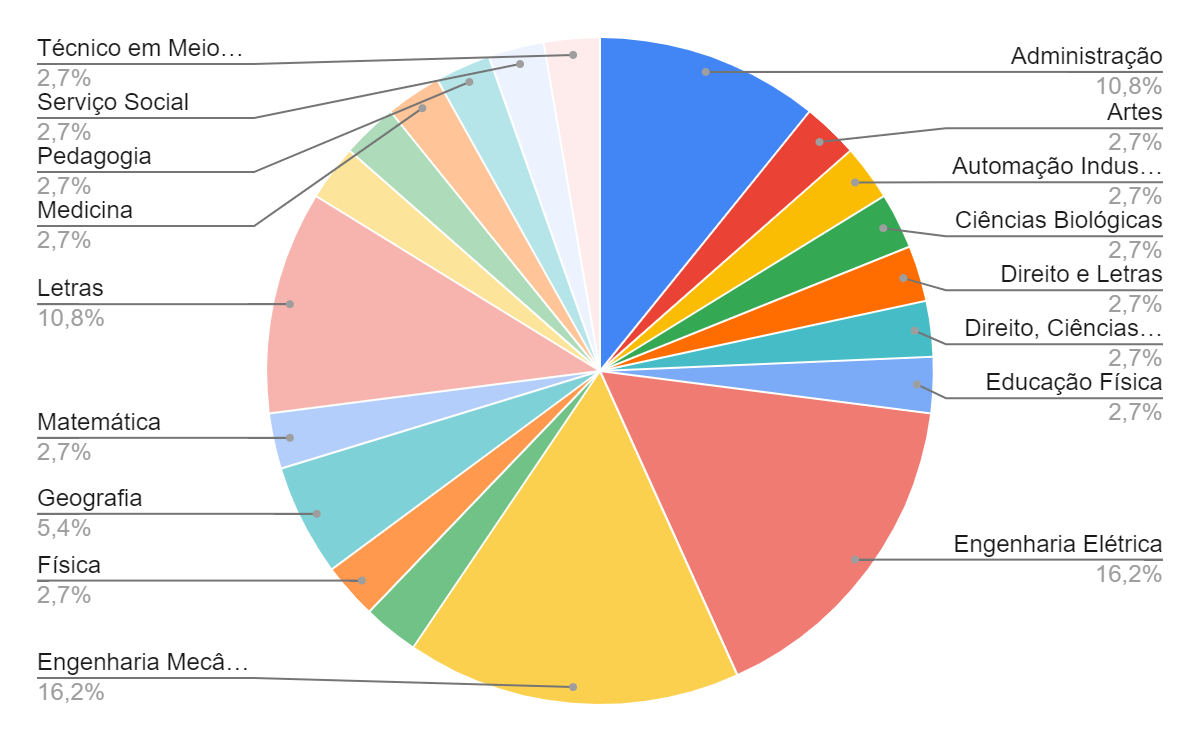 Técnico em Meio…
2,7%
Serviço Social
2,7%
Pedagogia
2,7%
Medicina
2,7%
Letras
10,8%
Matemática
2,7%
Geografia
5,4%
Física
2,7%
Engenharia Mecâ…
16,2%
Administração
10,8%
Artes
2,7%
Automação Indus…
2,7%
Ciências Biológicas
2,7%
Direito e Letras
2,7%
Direito, Ciências…
2,7%
Educação Física
2,7%
Engenharia Elétrica
16,2%